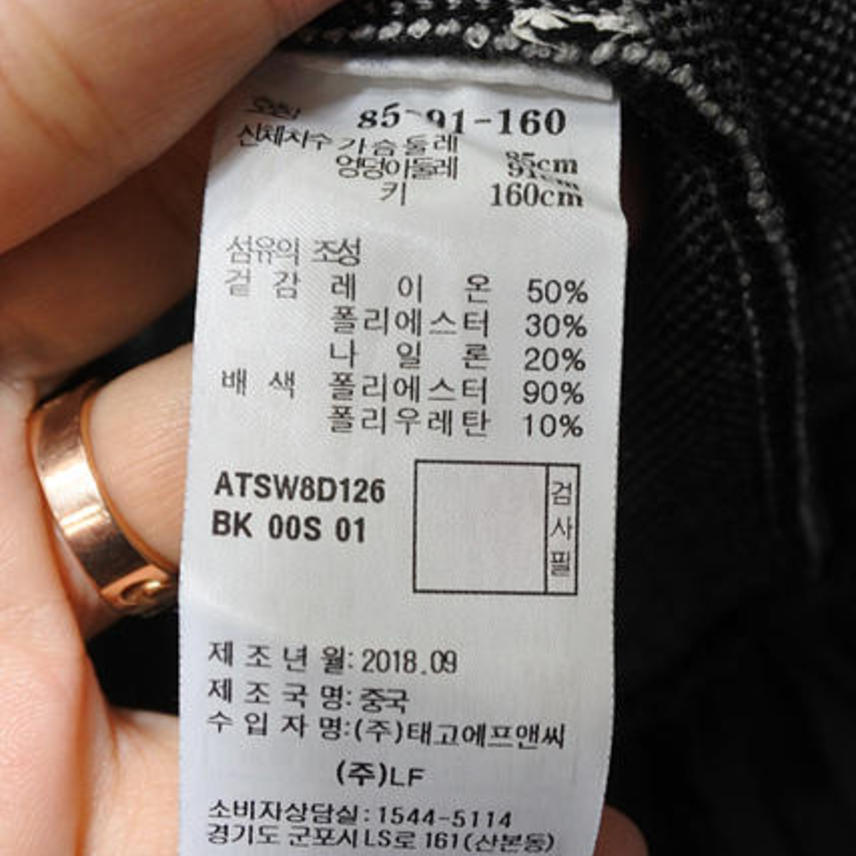 호칭 85-91-160
신체치수 가슴둘레 85cm
엉덩이둘레 91cm
키 160cm
섬유의 조성
겉감 레이온 50%
폴리에스터 30%
나일론 20%
배색 폴리에스터 90%
폴리우레탄 10%
ATSW8D126
BK 00S 01
검사필
제조년월: 2018.09
제조국명: 중국
수입자명: (주)태고에프앤씨
(주)LF
소비자상담실: 1544-5114
경기도 군포시 LS로 161(산본동)